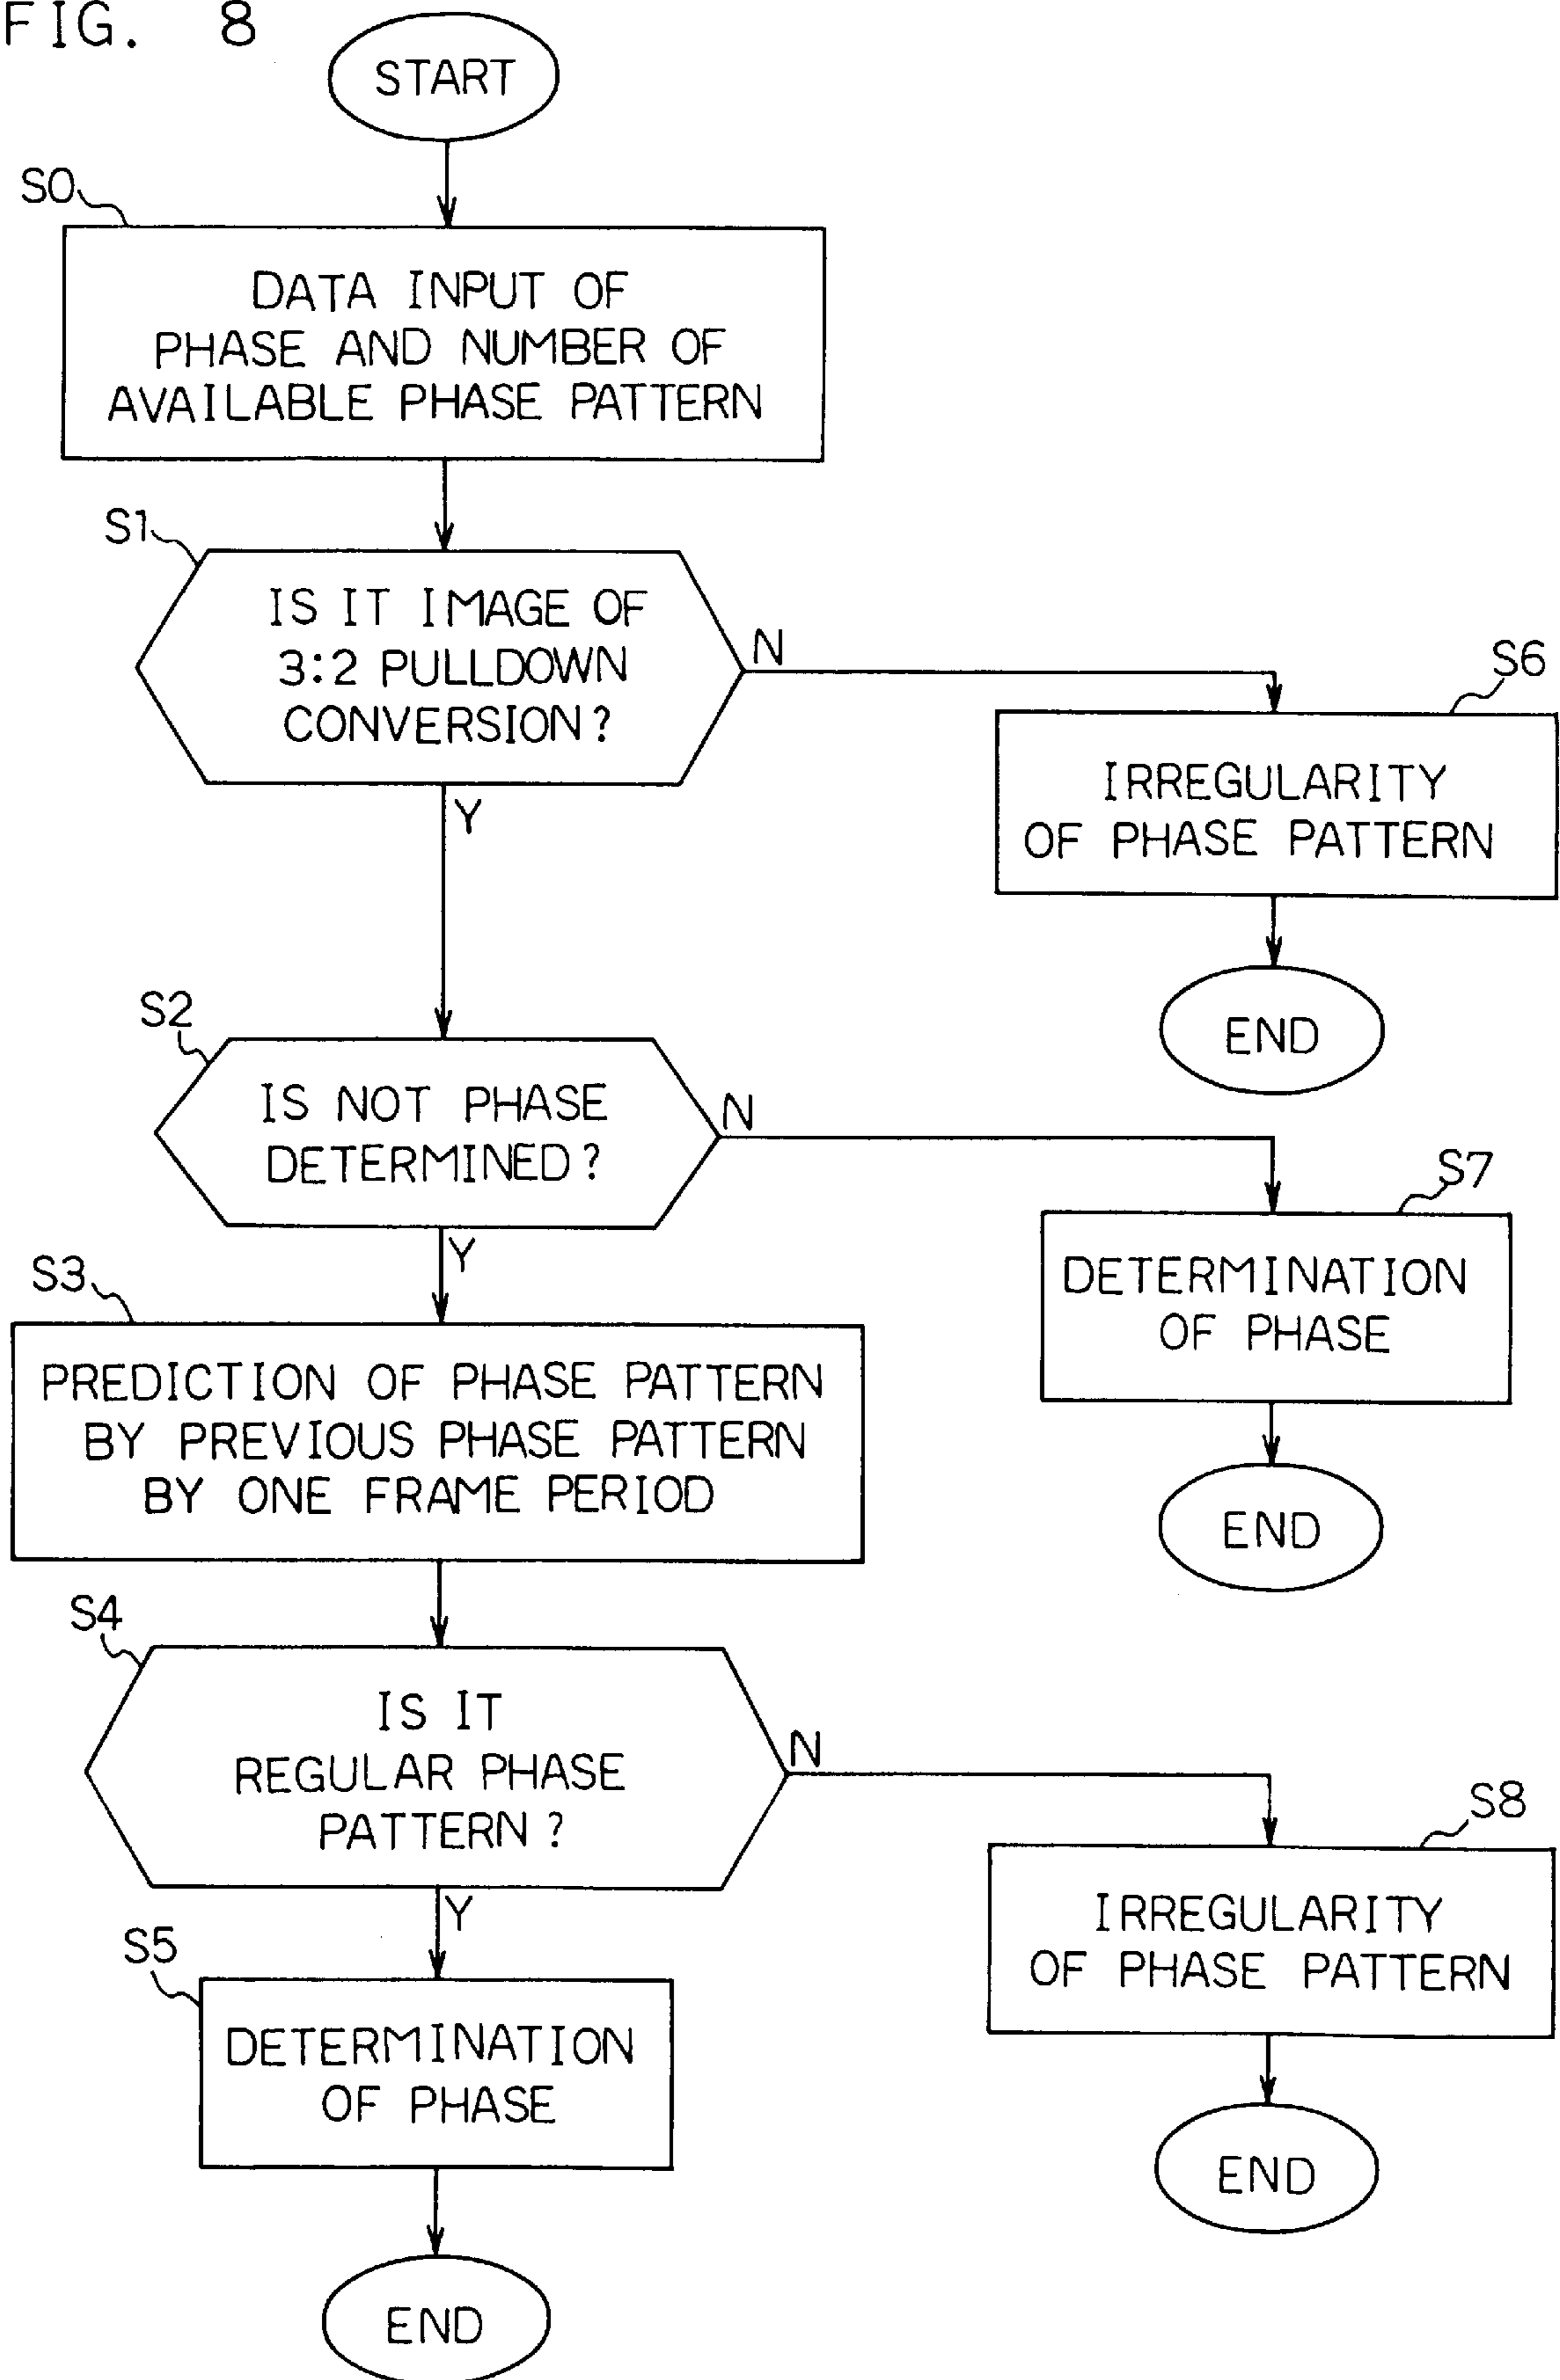 FIG. 8
START
S0
DATA INPUT OF
PHASE AND NUMBER OF
AVAILABLE PHASE PATTERN
S1
IS IT IMAGE OF
3:2 PULLDOWN
CONVERSION?
N
Y
S6
IRREGULARITY
OF PHASE PATTERN
END
S2
IS NOT PHASE
DETERMINED?
N
Y
S7
DETERMINATION
OF PHASE
END
S3
PREDICTION OF PHASE PATTERN
BY PREVIOUS PHASE PATTERN
BY ONE FRAME PERIOD
S4
IS IT
REGULAR PHASE
PATTERN?
N
Y
S8
IRREGULARITY
OF PHASE PATTERN
END
S5
DETERMINATION
OF PHASE
END